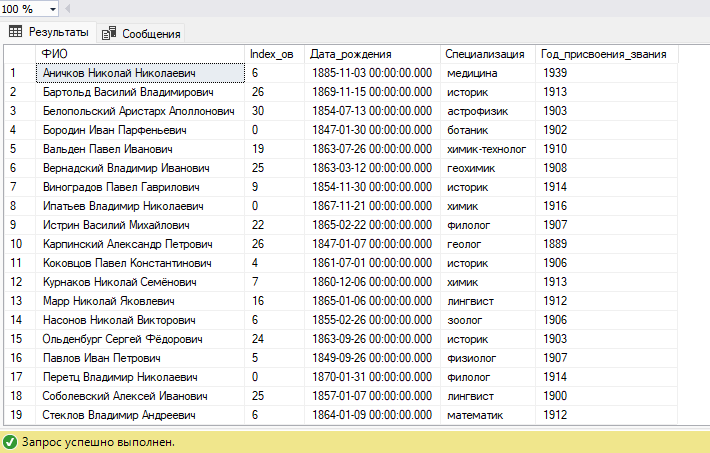 100 %
Результаты Сообщения
ФИО Index_ов Дата_рождения Специализация Год_присвоения_звания
1 Аничков Николай Николаевич 6 1885-11-03 00:00:00.000 медицина 1939
2 Бартольд Василий Владимирович 26 1869-11-15 00:00:00.000 историк 1913
3 Белопольский Аристарх Аполлонович 30 1854-07-13 00:00:00.000 астрофизик 1903
4 Бородин Иван Парфеньевич 0 1847-01-30 00:00:00.000 ботаник 1902
5 Вальден Павел Иванович 19 1863-07-26 00:00:00.000 химик-технолог 1910
6 Вернадский Владимир Иванович 25 1863-03-12 00:00:00.000 геохимик 1908
7 Виноградов Павел Гаврилович 9 1854-11-30 00:00:00.000 историк 1914
8 Ипатьев Владимир Николаевич 0 1867-11-21 00:00:00.000 химик 1916
9 Истрин Василий Михайлович 22 1865-02-22 00:00:00.000 филолог 1907
10 Карпинский Александр Петрович 26 1847-01-07 00:00:00.000 геолог 1889
11 Коковцов Павел Константинович 4 1861-07-01 00:00:00.000 историк 1906
12 Курнаков Николай Семёнович 7 1860-12-06 00:00:00.000 химик 1913
13 Марр Николай Яковлевич 16 1865-01-06 00:00:00.000 лингвист 1912
14 Насонов Николай Викторович 6 1855-02-26 00:00:00.000 зоолог 1906
15 Ольденбург Сергей Фёдорович 24 1863-09-26 00:00:00.000 историк 1903
16 Павлов Иван Петрович 5 1849-09-26 00:00:00.000 физиолог 1907
17 Перетц Владимир Николаевич 0 1870-01-31 00:00:00.000 филолог 1914
18 Соболевский Алексей Иванович 25 1857-01-07 00:00:00.000 лингвист 1900
19 Стеклов Владимир Андреевич 6 1864-01-09 00:00:00.000 математик 1912
Запрос успешно выполнен.